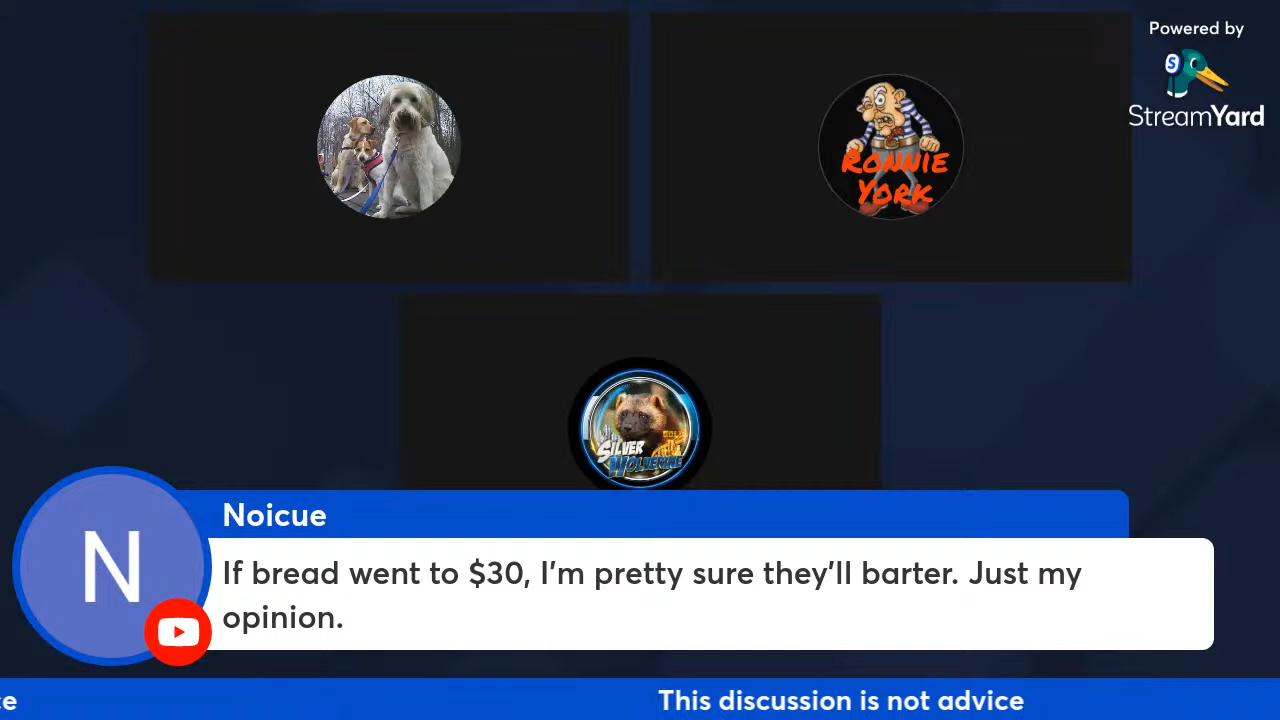 Powered by
S
StreamYard
RONNIE
YORK
SILVER
WOLVERINE
N
Noicue
If bread went to $30, I'm pretty sure they'll barter. Just my
opinion.
e
This discussion is not advice